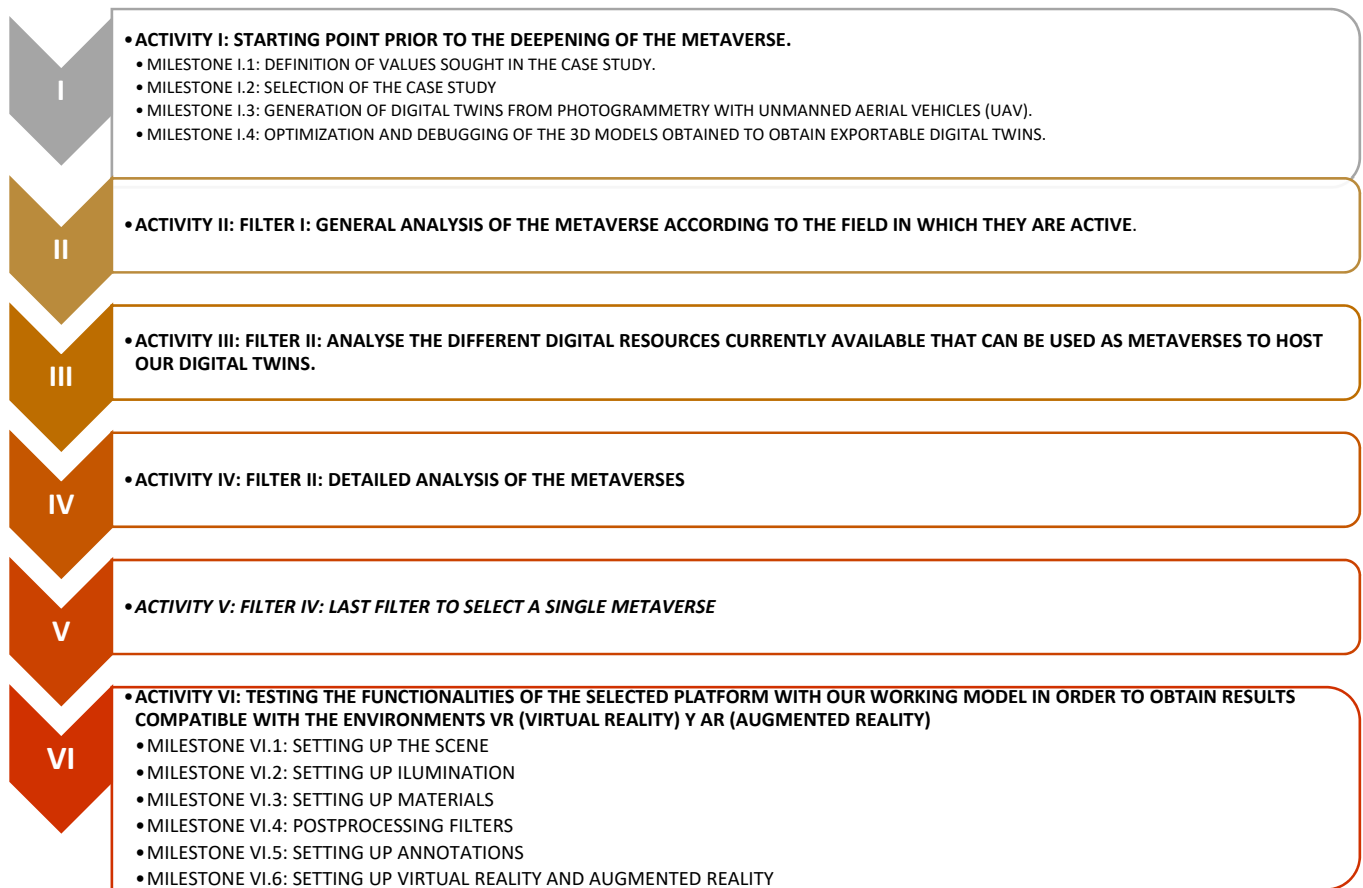 I
•ACTIVITY I: STARTING POINT PRIOR TO THE DEEPENING OF THE METAVERSE.
•MILESTONE I.1: DEFINITION OF VALUES SOUGHT IN THE CASE STUDY.
•MILESTONE I.2: SELECTION OF THE CASE STUDY
•MILESTONE I.3: GENERATION OF DIGITAL TWINS FROM PHOTOGRAMMETRY WITH UNMANNED AERIAL VEHICLES (UAV).
•MILESTONE I.4: OPTIMIZATION AND DEBUGGING OF THE 3D MODELS OBTAINED TO OBTAIN EXPORTABLE DIGITAL TWINS.
II
•ACTIVITY II: FILTER I: GENERAL ANALYSIS OF THE METAVERSE ACCORDING TO THE FIELD IN WHICH THEY ARE ACTIVE.
III
•ACTIVITY III: FILTER II: ANALYSE THE DIFFERENT DIGITAL RESOURCES CURRENTLY AVAILABLE THAT CAN BE USED AS METAVERSES TO HOST
OUR DIGITAL TWINS.
IV
•ACTIVITY IV: FILTER II: DETAILED ANALYSIS OF THE METAVERSES
V
•ACTIVITY V: FILTER IV: LAST FILTER TO SELECT A SINGLE METAVERSE
VI
•ACTIVITY VI: TESTING THE FUNCTIONALITIES OF THE SELECTED PLATFORM WITH OUR WORKING MODEL IN ORDER TO OBTAIN RESULTS
COMPATIBLE WITH THE ENVIRONMENTS VR (VIRTUAL REALITY) Y AR (AUGMENTED REALITY)
•MILESTONE VI.1: SETTING UP THE SCENE
•MILESTONE VI.2: SETTING UP ILUMINATION
•MILESTONE VI.3: SETTING UP MATERIALS
•MILESTONE VI.4: POSTPROCESSING FILTERS
•MILESTONE VI.5: SETTING UP ANNOTATIONS
•MILESTONE VI.6: SETTING UP VIRTUAL REALITY AND AUGMENTED REALITY